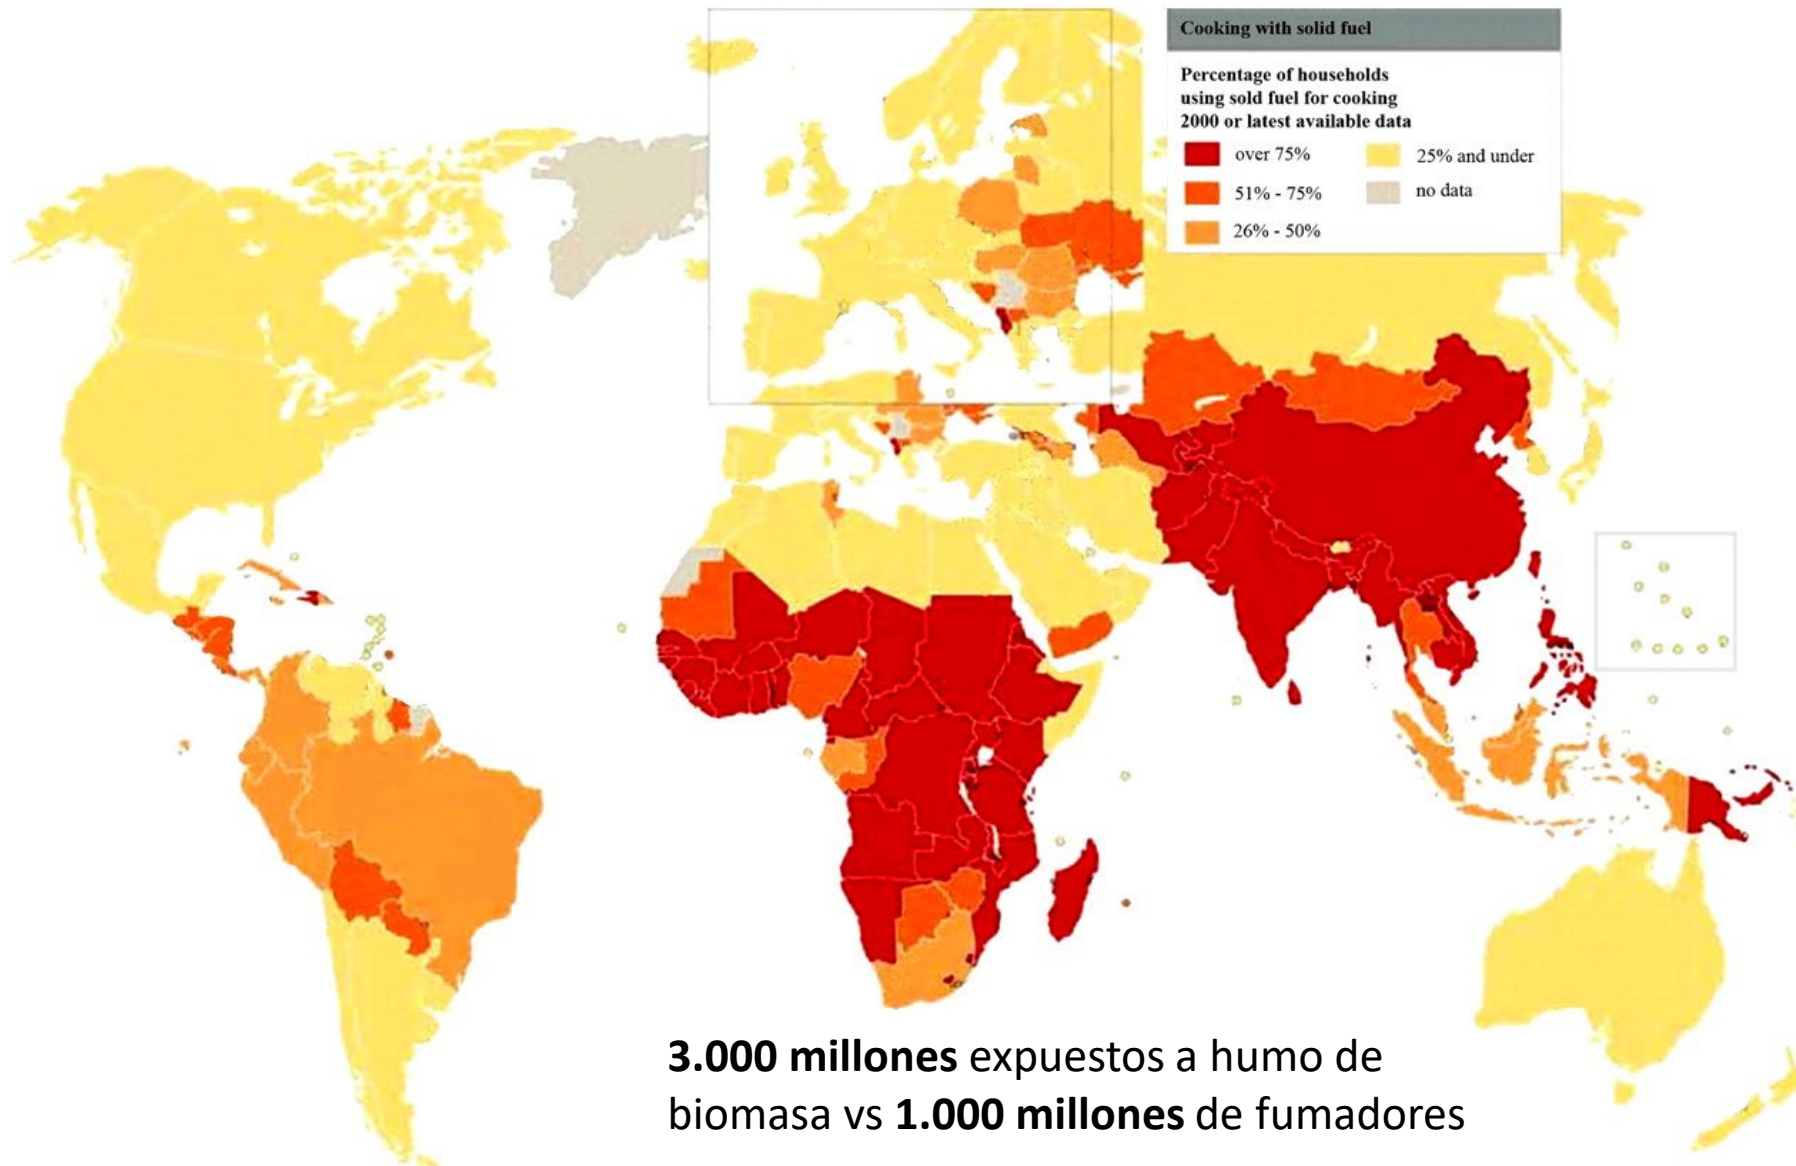 Cooking with solid fuel
Percentage of households
using sold fuel for cooking
2000 or latest available data
over 75%
25% and under
51% - 75%
no data
26% - 50%
3.000 millones expuestos a humo de
biomasa vs 1.000 millones de fumadores